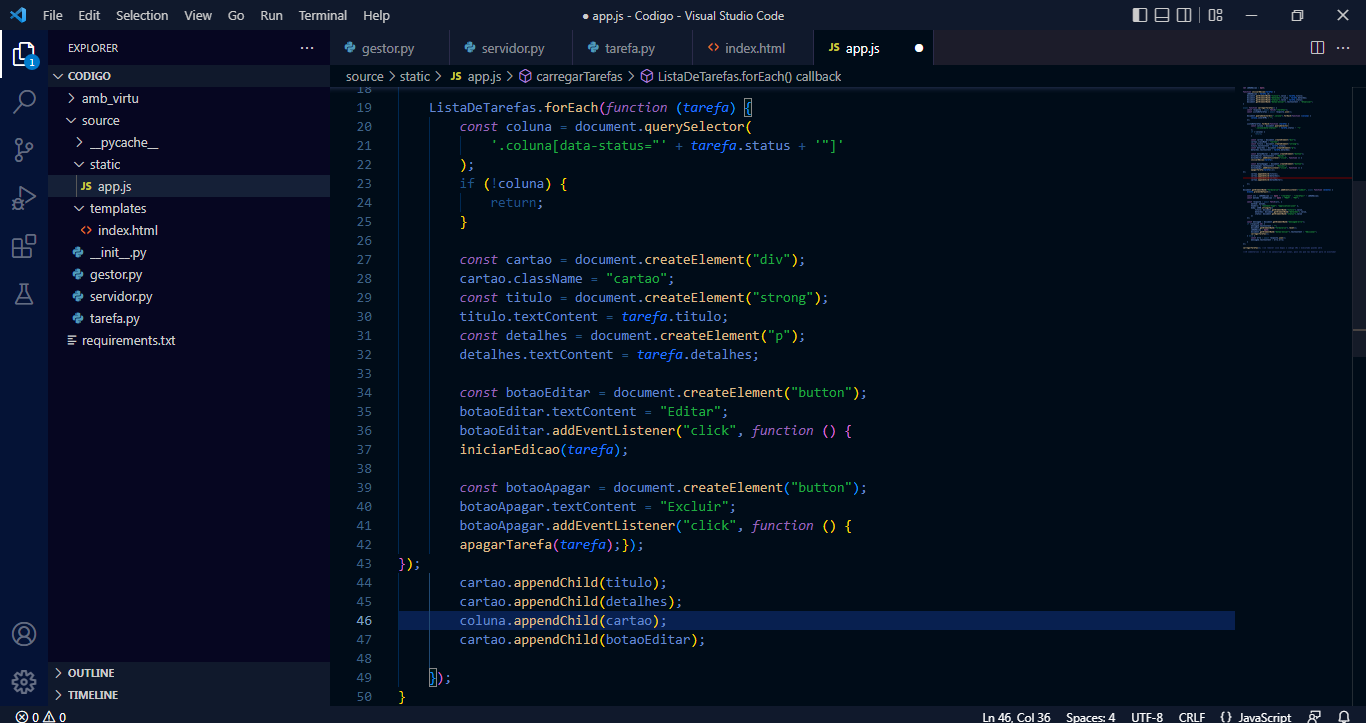 File Edit Selection View Go Run Terminal Help ● app.js - Codigo - Visual Studio Code
EXPLORER ···
gestor.py servidor.py tarefa.py <> index.html JS app.js ● ···
1
CODIGO
source > static > JS app.js > carregarTarefas > ListaDeTarefas.forEach() callback
amb_virtu
source
__pycache__
static
JS app.js
templates
<> index.html
__init__.py
gestor.py
servidor.py
tarefa.py
requirements.txt
OUTLINE
TIMELINE
18
19 ListaDeTarefas.forEach(function (tarefa) {
20 const coluna = document.querySelector(
21 '.coluna[data-status="' + tarefa.status + '"]'
22 );
23 if (!coluna) {
24 return;
25 }
26
27 const cartao = document.createElement("div");
28 cartao.className = "cartao";
29 const titulo = document.createElement("strong");
30 titulo.textContent = tarefa.titulo;
31 const detalhes = document.createElement("p");
32 detalhes.textContent = tarefa.detalhes;
33
34 const botaoEditar = document.createElement("button");
35 botaoEditar.textContent = "Editar";
36 botaoEditar.addEventListener("click", function () {
37 iniciarEdicao(tarefa);
38
39 const botaoApagar = document.createElement("button");
40 botaoApagar.textContent = "Excluir";
41 botaoApagar.addEventListener("click", function () {
42 apagarTarefa(tarefa);});
43 });
44 cartao.appendChild(titulo);
45 cartao.appendChild(detalhes);
46 coluna.appendChild(cartao);
47 cartao.appendChild(botaoEditar);
48
49 });
50 }
0 0 Ln 46, Col 36 Spaces: 4 UTF-8 CRLF {} JavaScript